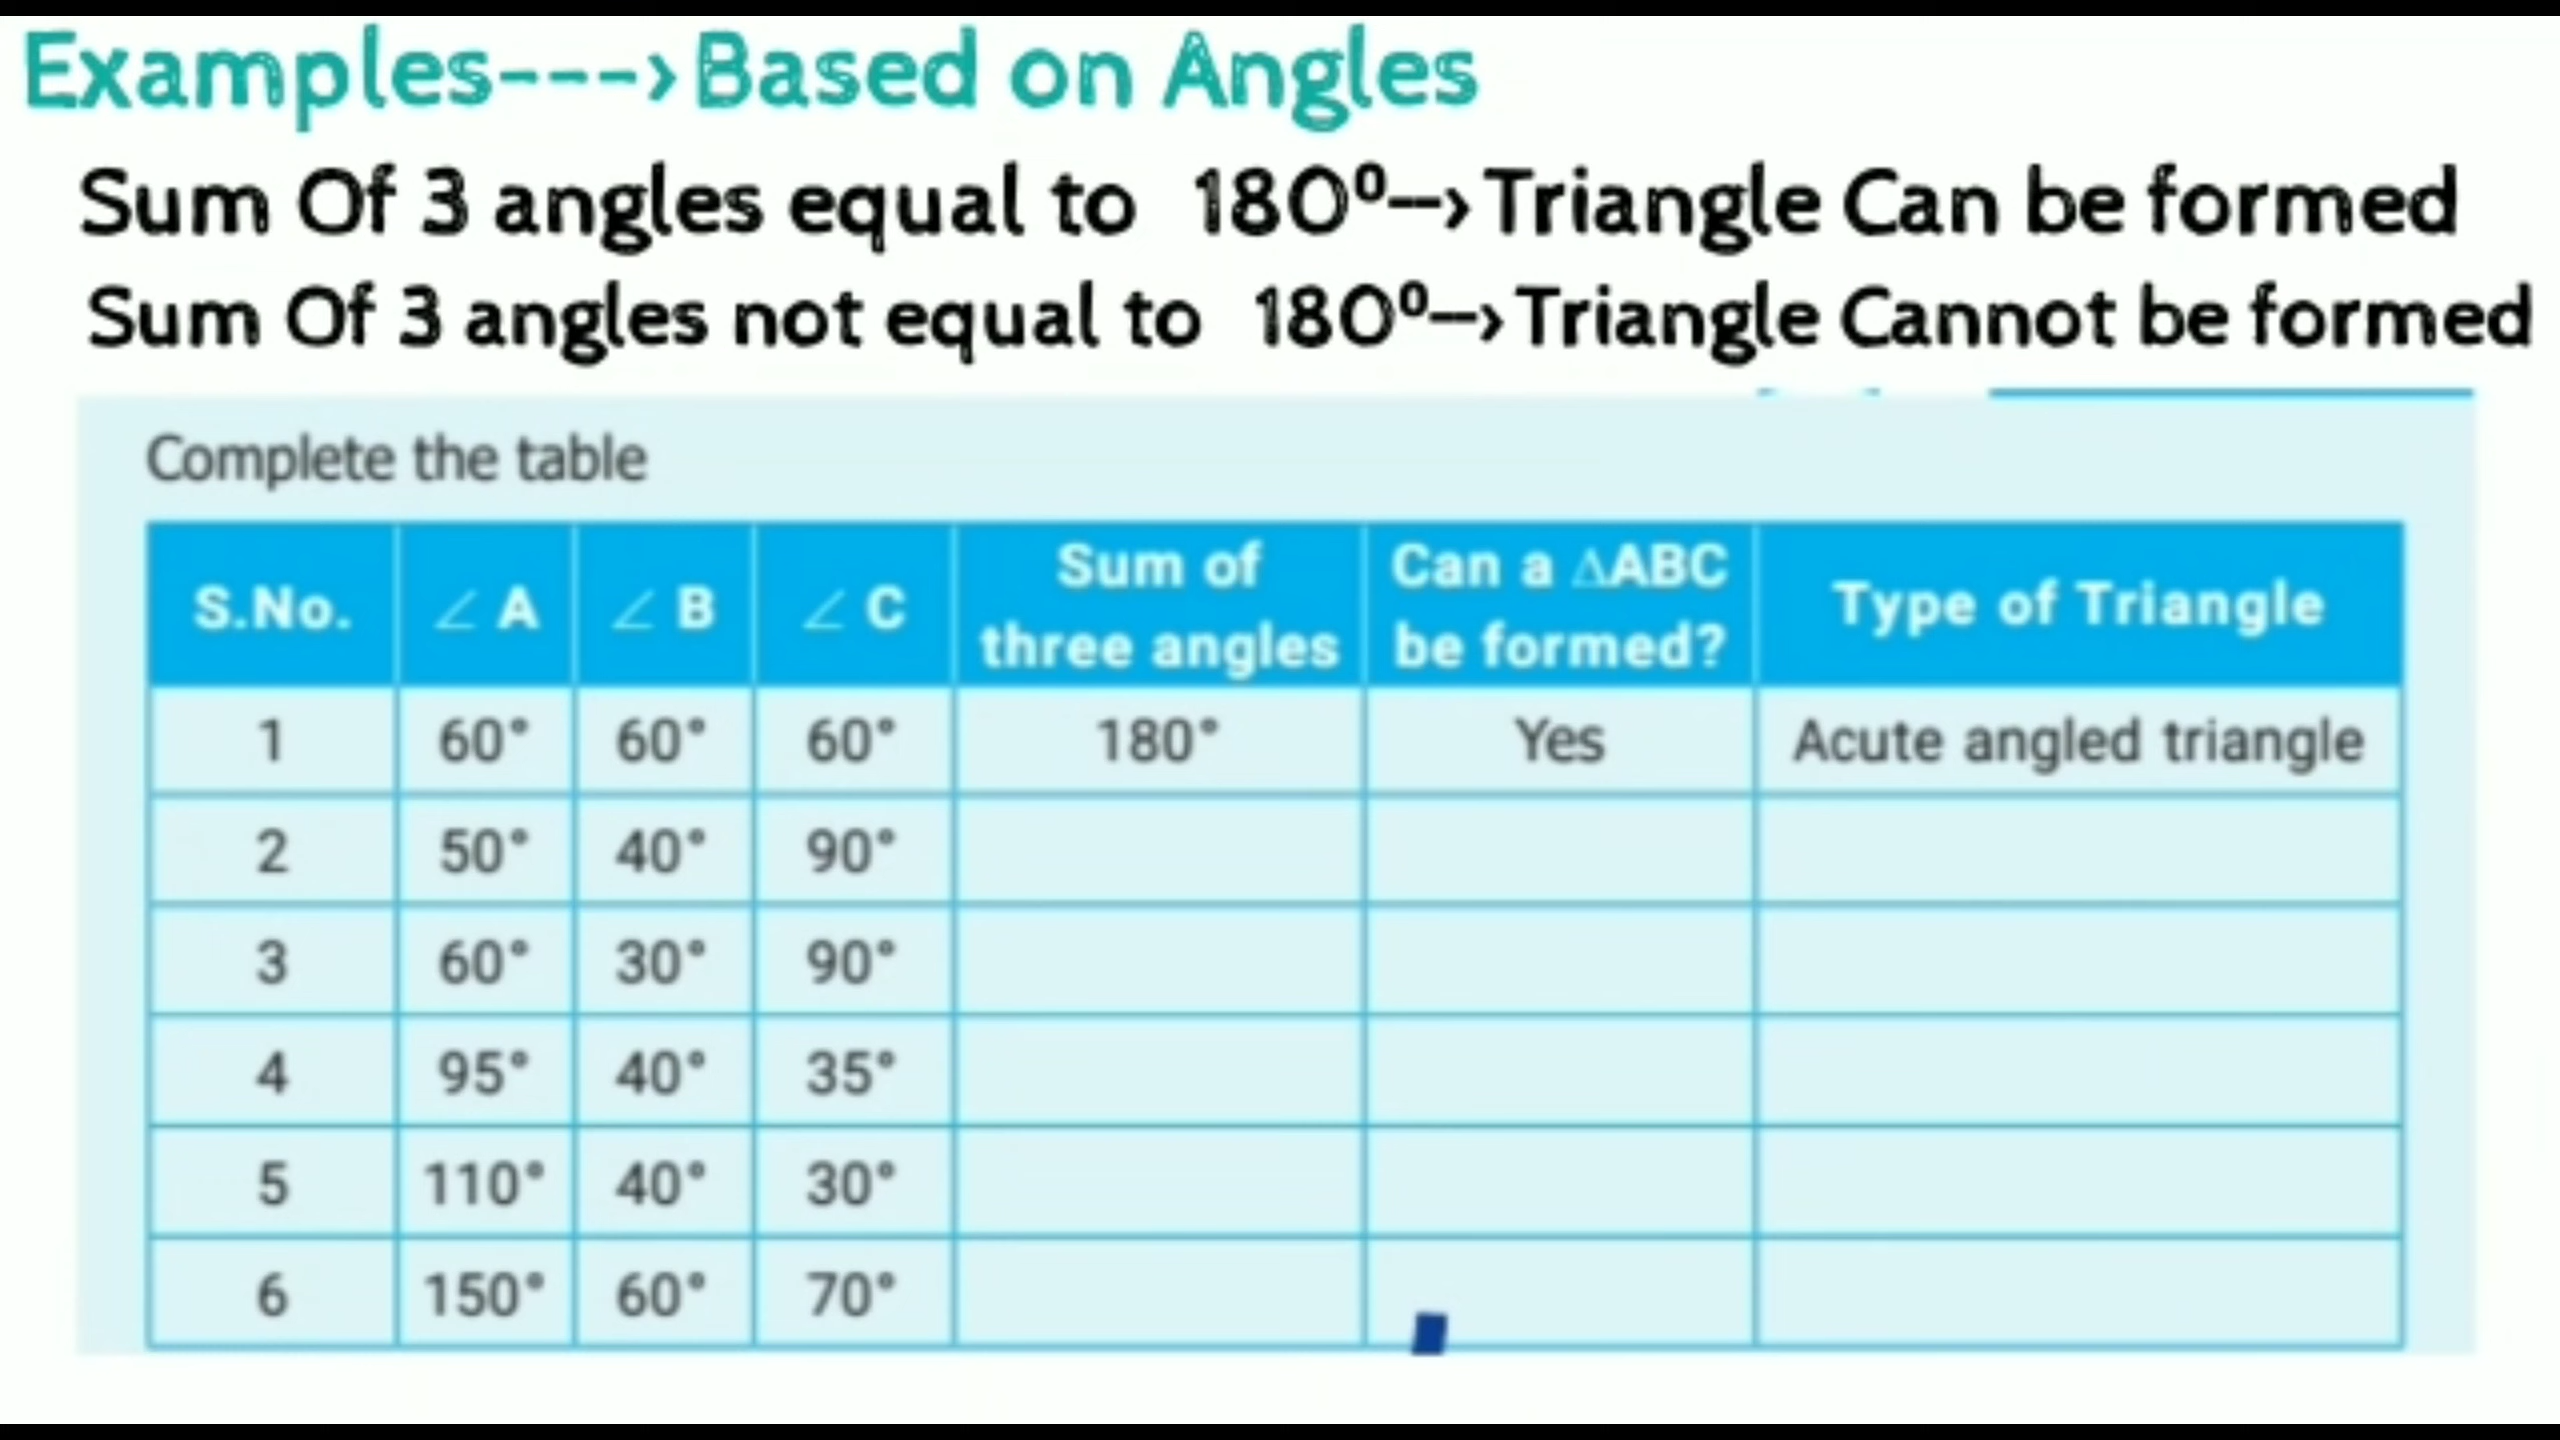 Examples---›Based on Angles
Sum Of 3 angles equal to 180⁰--›Triangle Can be formed
Sum Of 3 angles not equal to 180⁰–›Triangle Cannot be formed
Complete the table
S.No. ∠A ∠B ∠C Sum of three angles Can a ΔABC be formed? Type of Triangle
1 60° 60° 60° 180° Yes Acute angled triangle
2 50° 40° 90°
3 60° 30° 90°
4 95° 40° 35°
5 110° 40° 30°
6 150° 60° 70°